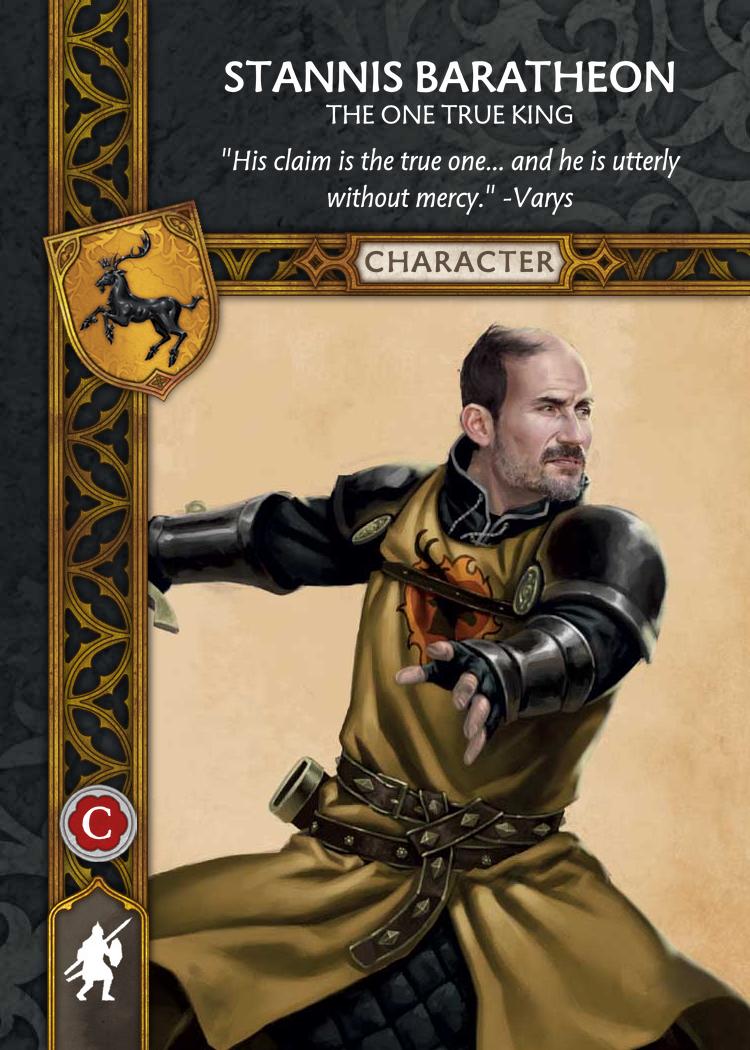 STANNIS BARATHEON
THE ONE TRUE KING
"His claim is the true one... and he is utterly
without mercy." -Varys
CHARACTER
C